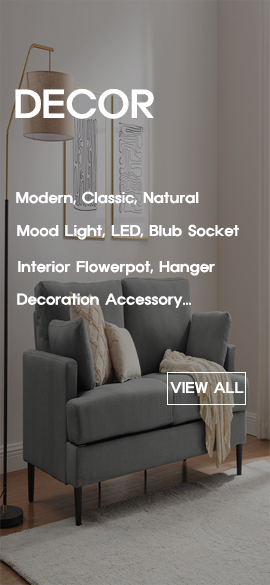 DECOR
Modern, Classic, Natural
Mood Light, LED, Blub Socket
Interior Flowerpot, Hanger
Decoration Accessory...
VIEW ALL